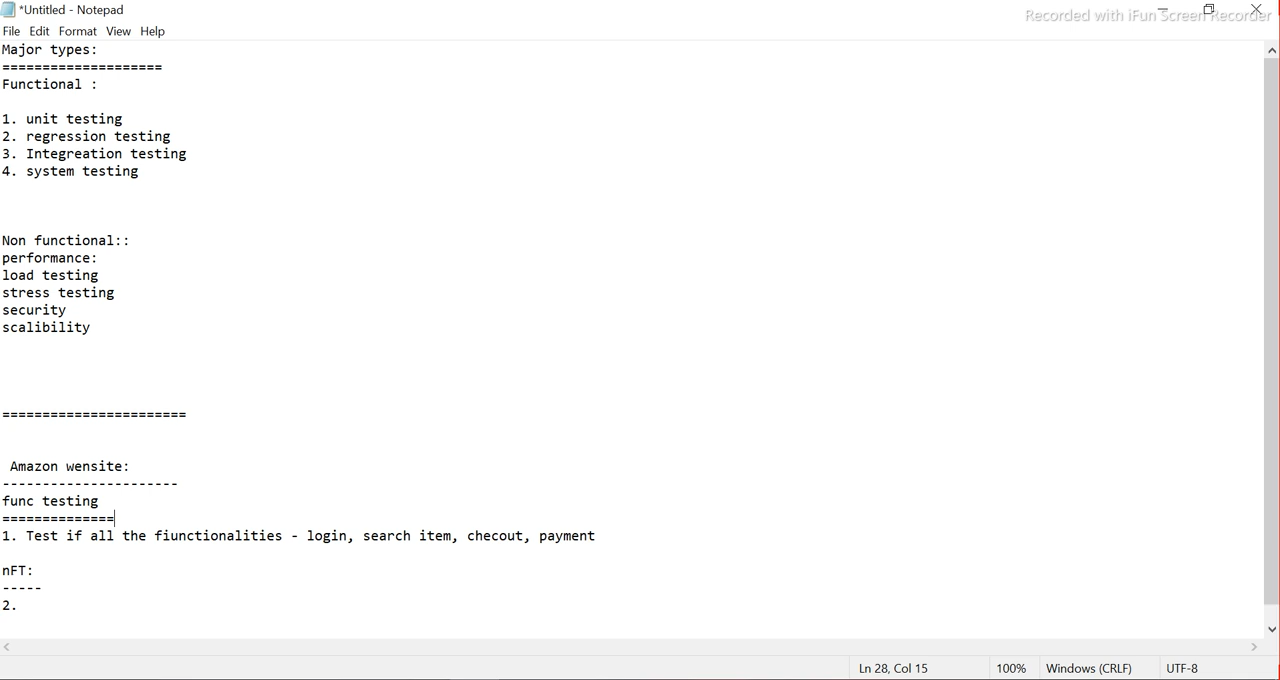 *Untitled - Notepad
Recorded with iFun Screen Recorder
File Edit Format View Help
Major types:
====================
Functional :
1. unit testing
2. regression testing
3. Integreation testing
4. system testing
Non functional::
performance:
load testing
stress testing
security
scalibility
=======================
Amazon wensite:
----------------------
func testing
==============
1. Test if all the fiunctionalities - login, search item, checout, payment
nFT:
-----
2.
Ln 28, Col 15 100% Windows (CRLF) UTF-8